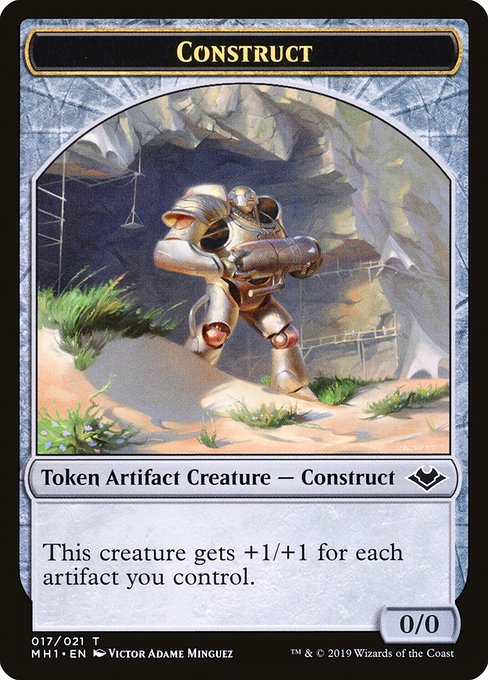 CONSTRUCT
Token Artifact Creature — Construct
This creature gets +1/+1 for each
artifact you control.
0/0
017/021 T
MH1 • EN VICTOR ADAME MINGUEZ
™ & © 2019 Wizards of the Coast